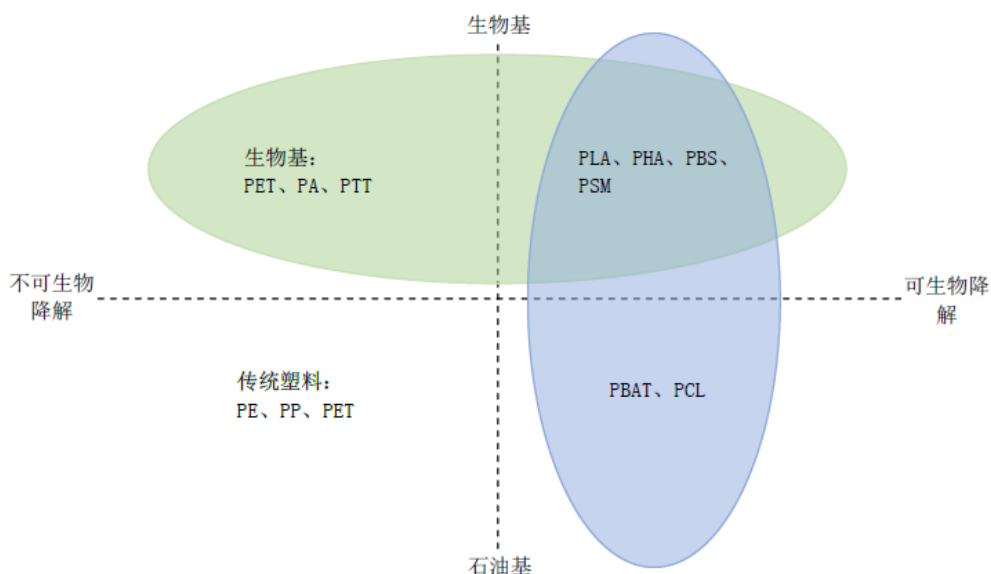 生物基
生物基：
PET、PA、PTT
PLA、PHA、PBS、
PSM
不可生物
降解
可生物降
解
传统塑料：
PE、PP、PET
PBAT、PCL
石油基